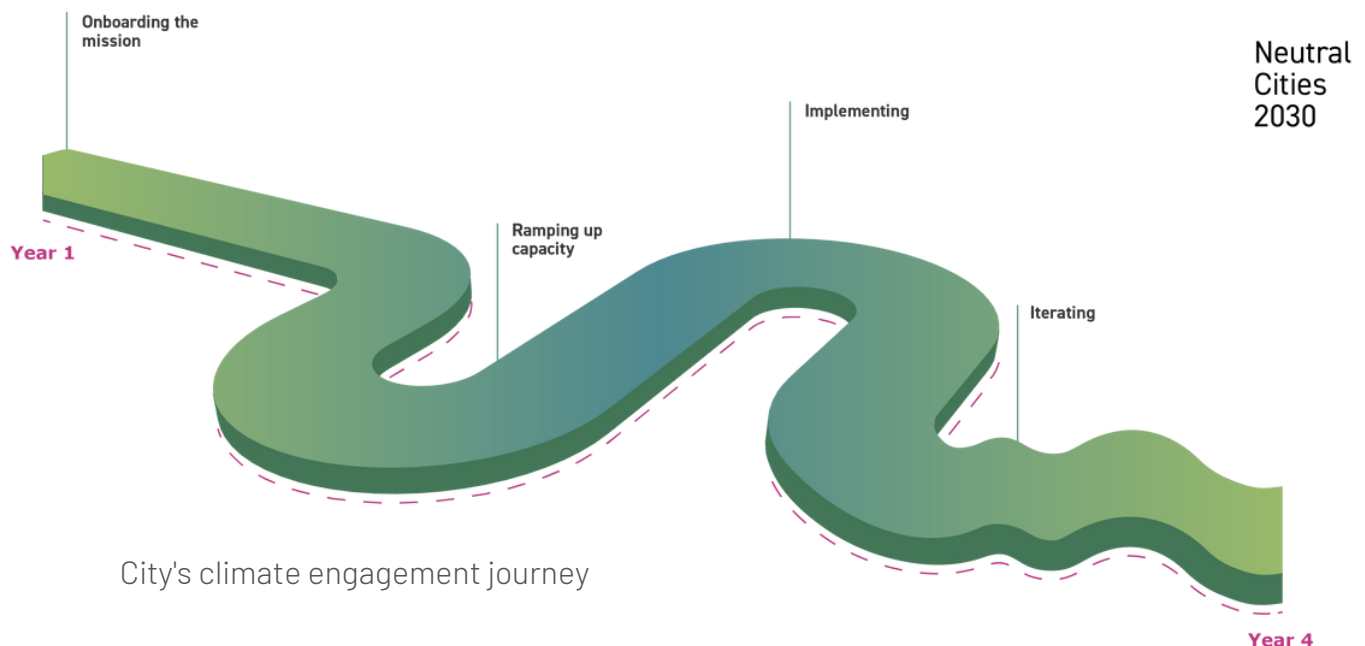 Onboarding the
mission
Neutral
Cities
2030
Implementing
Ramping up
capacity
Year 1
Iterating
City's climate engagement journey
Year 4